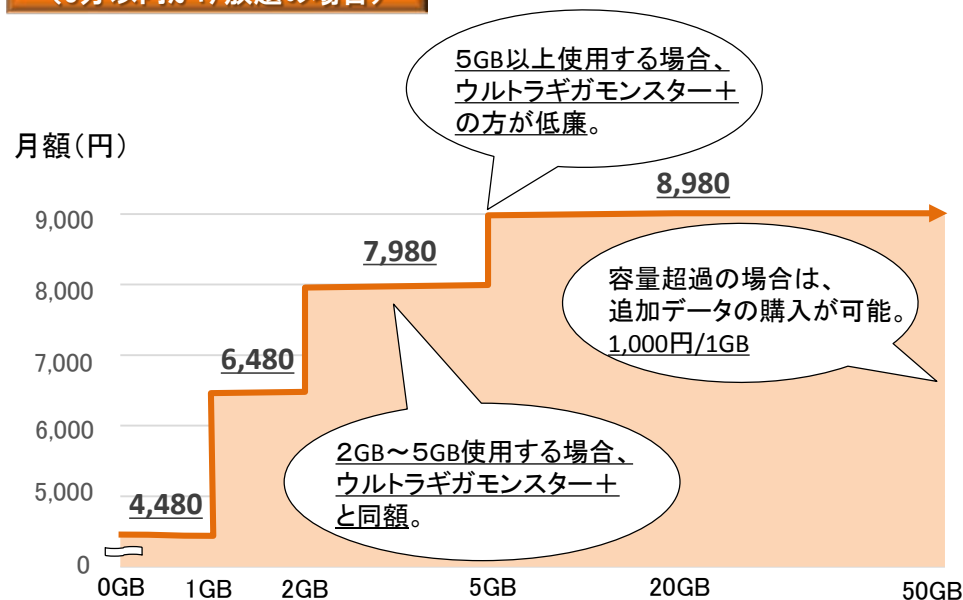 5GB以上使用する場合、
ウルトラギガモンスター＋
の方が低廉。
月額（円）
8,980
9,000
7,980
容量超過の場合は、
追加データの購入が可能。
1,000円/1GB
8,000
7,000
6,480
6,000
2GB～5GB使用する場合、
ウルトラギガモンスター＋
と同額。
5,000
4,480
0
0GB
1GB
2GB
5GB
20GB
50GB